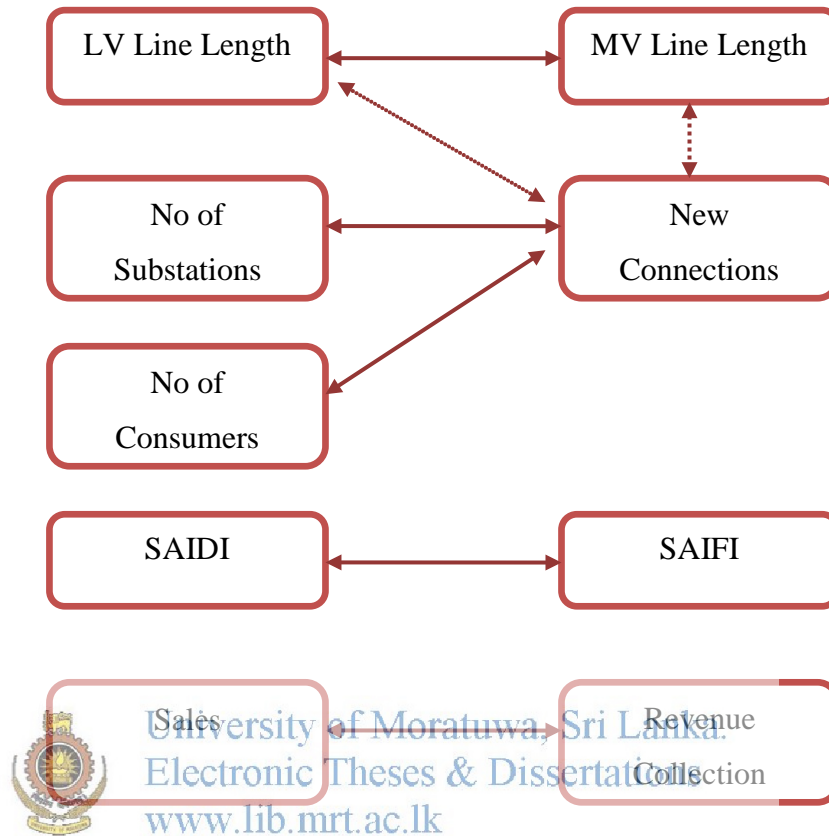 LV Line Length
MV Line Length
No of
Substations
New
Connections
No of
Consumers
SAIDI
SAIFI
Sales
Revenue
Collection
University of Moratuwa, Sri Lanka.
Electronic Theses & Dissertations
www.lib.mrt.ac.lk